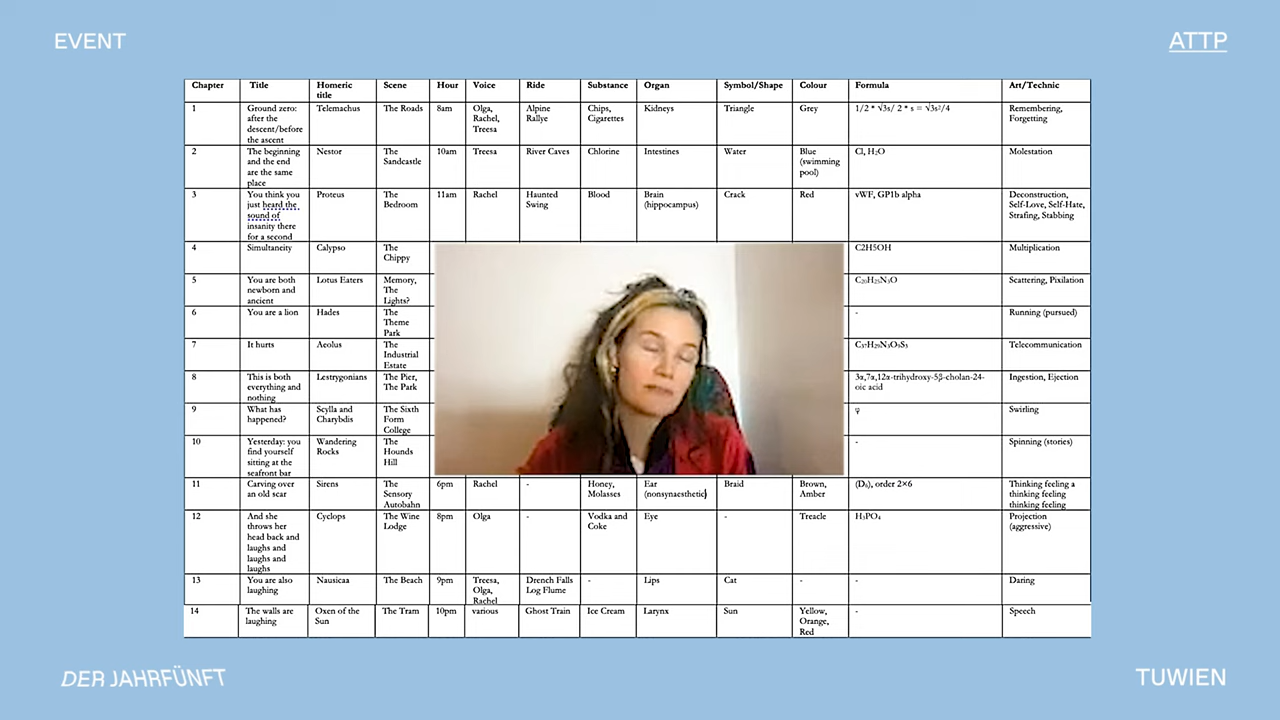 EVENT
ATTP
Chapter
Title
Homeric
title
Scene
Hour
Voice
Ride
Substance
Organ
Symbol/Shape
Colour
Formula
Art/Technic
1
Ground zero:
after the
descent/before
the ascent
Telemachus
The Roads
8am
Olga,
Rachel,
Treesa
Alpine
Rallye
Chips,
Cigarettes
Kidneys
Triangle
Grey
1/2 * √3s/ 2 * s = √3s²/4
Remembering,
Forgetting
2
The beginning
and the end
are the same
place
Nestor
The
Sandcastle
10am
Treesa
River Caves
Chlorine
Intestines
Water
Blue
(swimming
pool)
Cl, H₂O
Molestation
3
You think you
just heard the
sound of
insanity there
for a second
Proteus
The
Bedroom
11am
Rachel
Haunted
Swing
Blood
Brain
(hippocampus)
Crack
Red
vWF, GP1b alpha
Deconstruction,
Self-Love, Self-Hate,
Strafing, Stabbing
4
Simultaneity
Calypso
The
Chippy
C2H5OH
Multiplication
5
You are both
newborn and
ancient
Lotus Eaters
Memory,
The
Lights?
C₂₀H₂₅N₃O
Scattering, Pixilation
6
You are a lion
Hades
The
Theme
Park
-
Running (pursued)
7
It hurts
Aeolus
The
Industrial
Estate
Telecommunication
8
This is both
everything and
nothing
Lestrygonians
The Pier,
The Park
3α,7α,12α-trihydroxy-5β-cholan-24-
oic acid
Ingestion, Ejection
9
What has
happened?
Scylla and
Charybdis
The Sixth
Form
College
φ
Swirling
10
Yesterday: you
find yourself
sitting at the
seafront bar
Wandering
Rocks
The
Hounds
Hill
-
Spinning (stories)
11
Carving over
an old scar
Sirens
The
Sensory
Autobahn
6pm
Rachel
-
Honey,
Molasses
Ear
(nonsynaesthetic)
Braid
Brown,
Amber
(D₆), order 2×6
Thinking feeling a
thinking feeling
thinking feeling
12
And she
throws her
head back and
laughs and
laughs and
laughs
Cyclops
The Wine
Lodge
8pm
Olga
-
Vodka and
Coke
Eye
-
Treacle
H₃PO₄
Projection
(aggressive)
13
You are also
laughing
Nausicaa
The Beach
9pm
Treesa,
Olga,
Rachel
Drench Falls
Log Flume
-
Lips
Cat
-
-
Daring
14
The walls are
laughing
Oxen of the
Sun
The Tram
10pm
various
Ghost Train
Ice Cream
Larynx
Sun
Yellow,
Orange,
Red
-
Speech
DER JAHRFÜNFT
TUWIEN